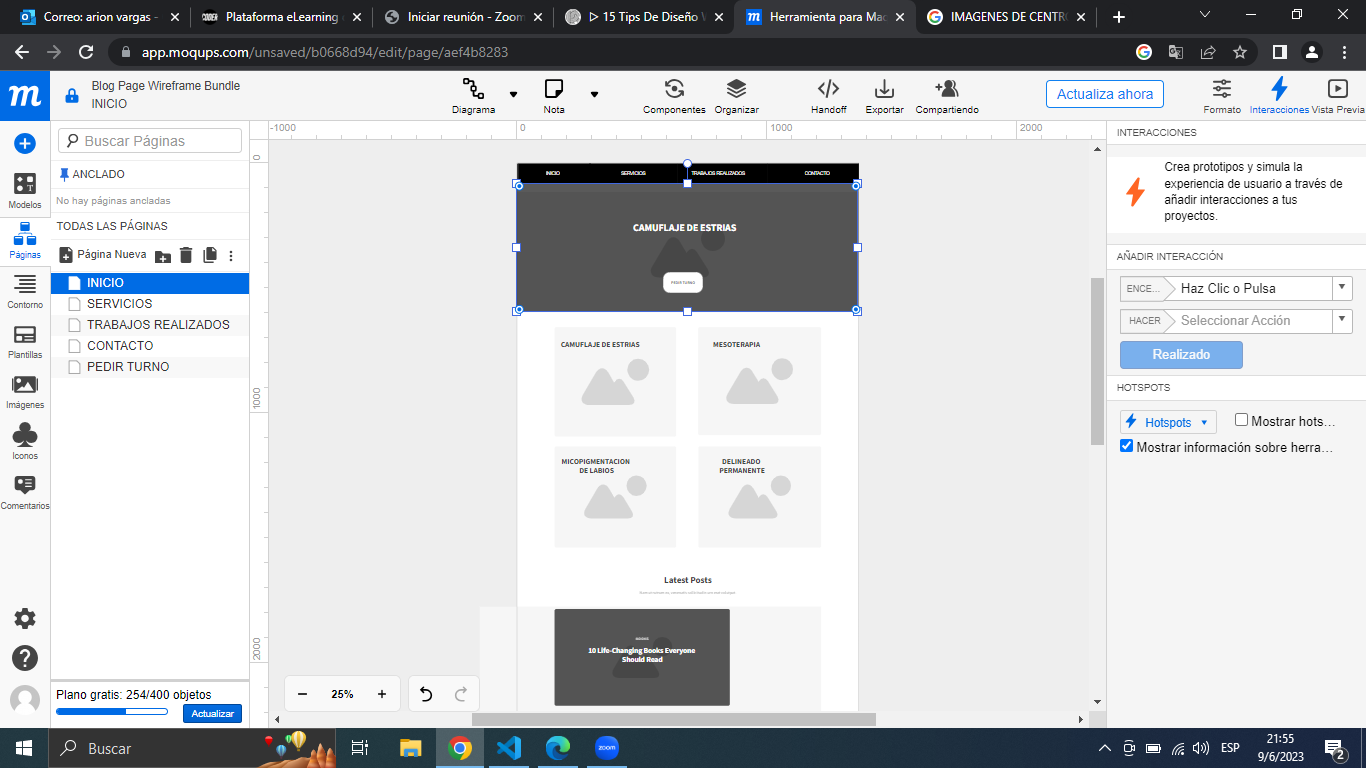 Correo: arion vargas -
CODER
Plataforma eLearning
Iniciar reunión - Zoom
▷ 15 Tips De Diseño
Herramienta para Maq
IMAGENES DE CENTR
app.moqups.com/unsaved/b0668d94/edit/page/aef4b8283
m
Blog Page Wireframe Bundle
INICIO
Diagrama
Nota
Componentes
Organizar
Handoff
Exportar
Compartiendo
Actualiza ahora
Formato
Interacciones
Vista Previa
Buscar Páginas
ANCLADO
No hay páginas ancladas
TODAS LAS PÁGINAS
Página Nueva
INICIO
SERVICIOS
TRABAJOS REALIZADOS
CONTACTO
PEDIR TURNO
Modelos
Páginas
Contorno
Plantillas
Imágenes
Iconos
Comentarios
Plano gratis: 254/400 objetos
Actualizar
-1000
0
1000
2000
0
1000
2000
INICIO
SERVICIOS
TRABAJOS REALIZADOS
CONTACTO
CAMUFLAJE DE ESTRIAS
PEDIR TURNO
CAMUFLAJE DE ESTRIAS
MESOTERAPIA
MICOPIGMENTACION
DE LABIOS
DELINEADO
PERMANENTE
Latest Posts
10 Life-Changing Books Everyone
Should Read
25%
INTERACCIONES
Crea prototipos y simula la
experiencia de usuario a través de
añadir interacciones a tus
proyectos.
AÑADIR INTERACCIÓN
ENCE...
Haz Clic o Pulsa
HACER
Seleccionar Acción
Realizado
HOTSPOTS
Hotspots
Mostrar hots...
Mostrar información sobre herra...
Buscar
zoom
ESP
21:55
9/6/2023
2